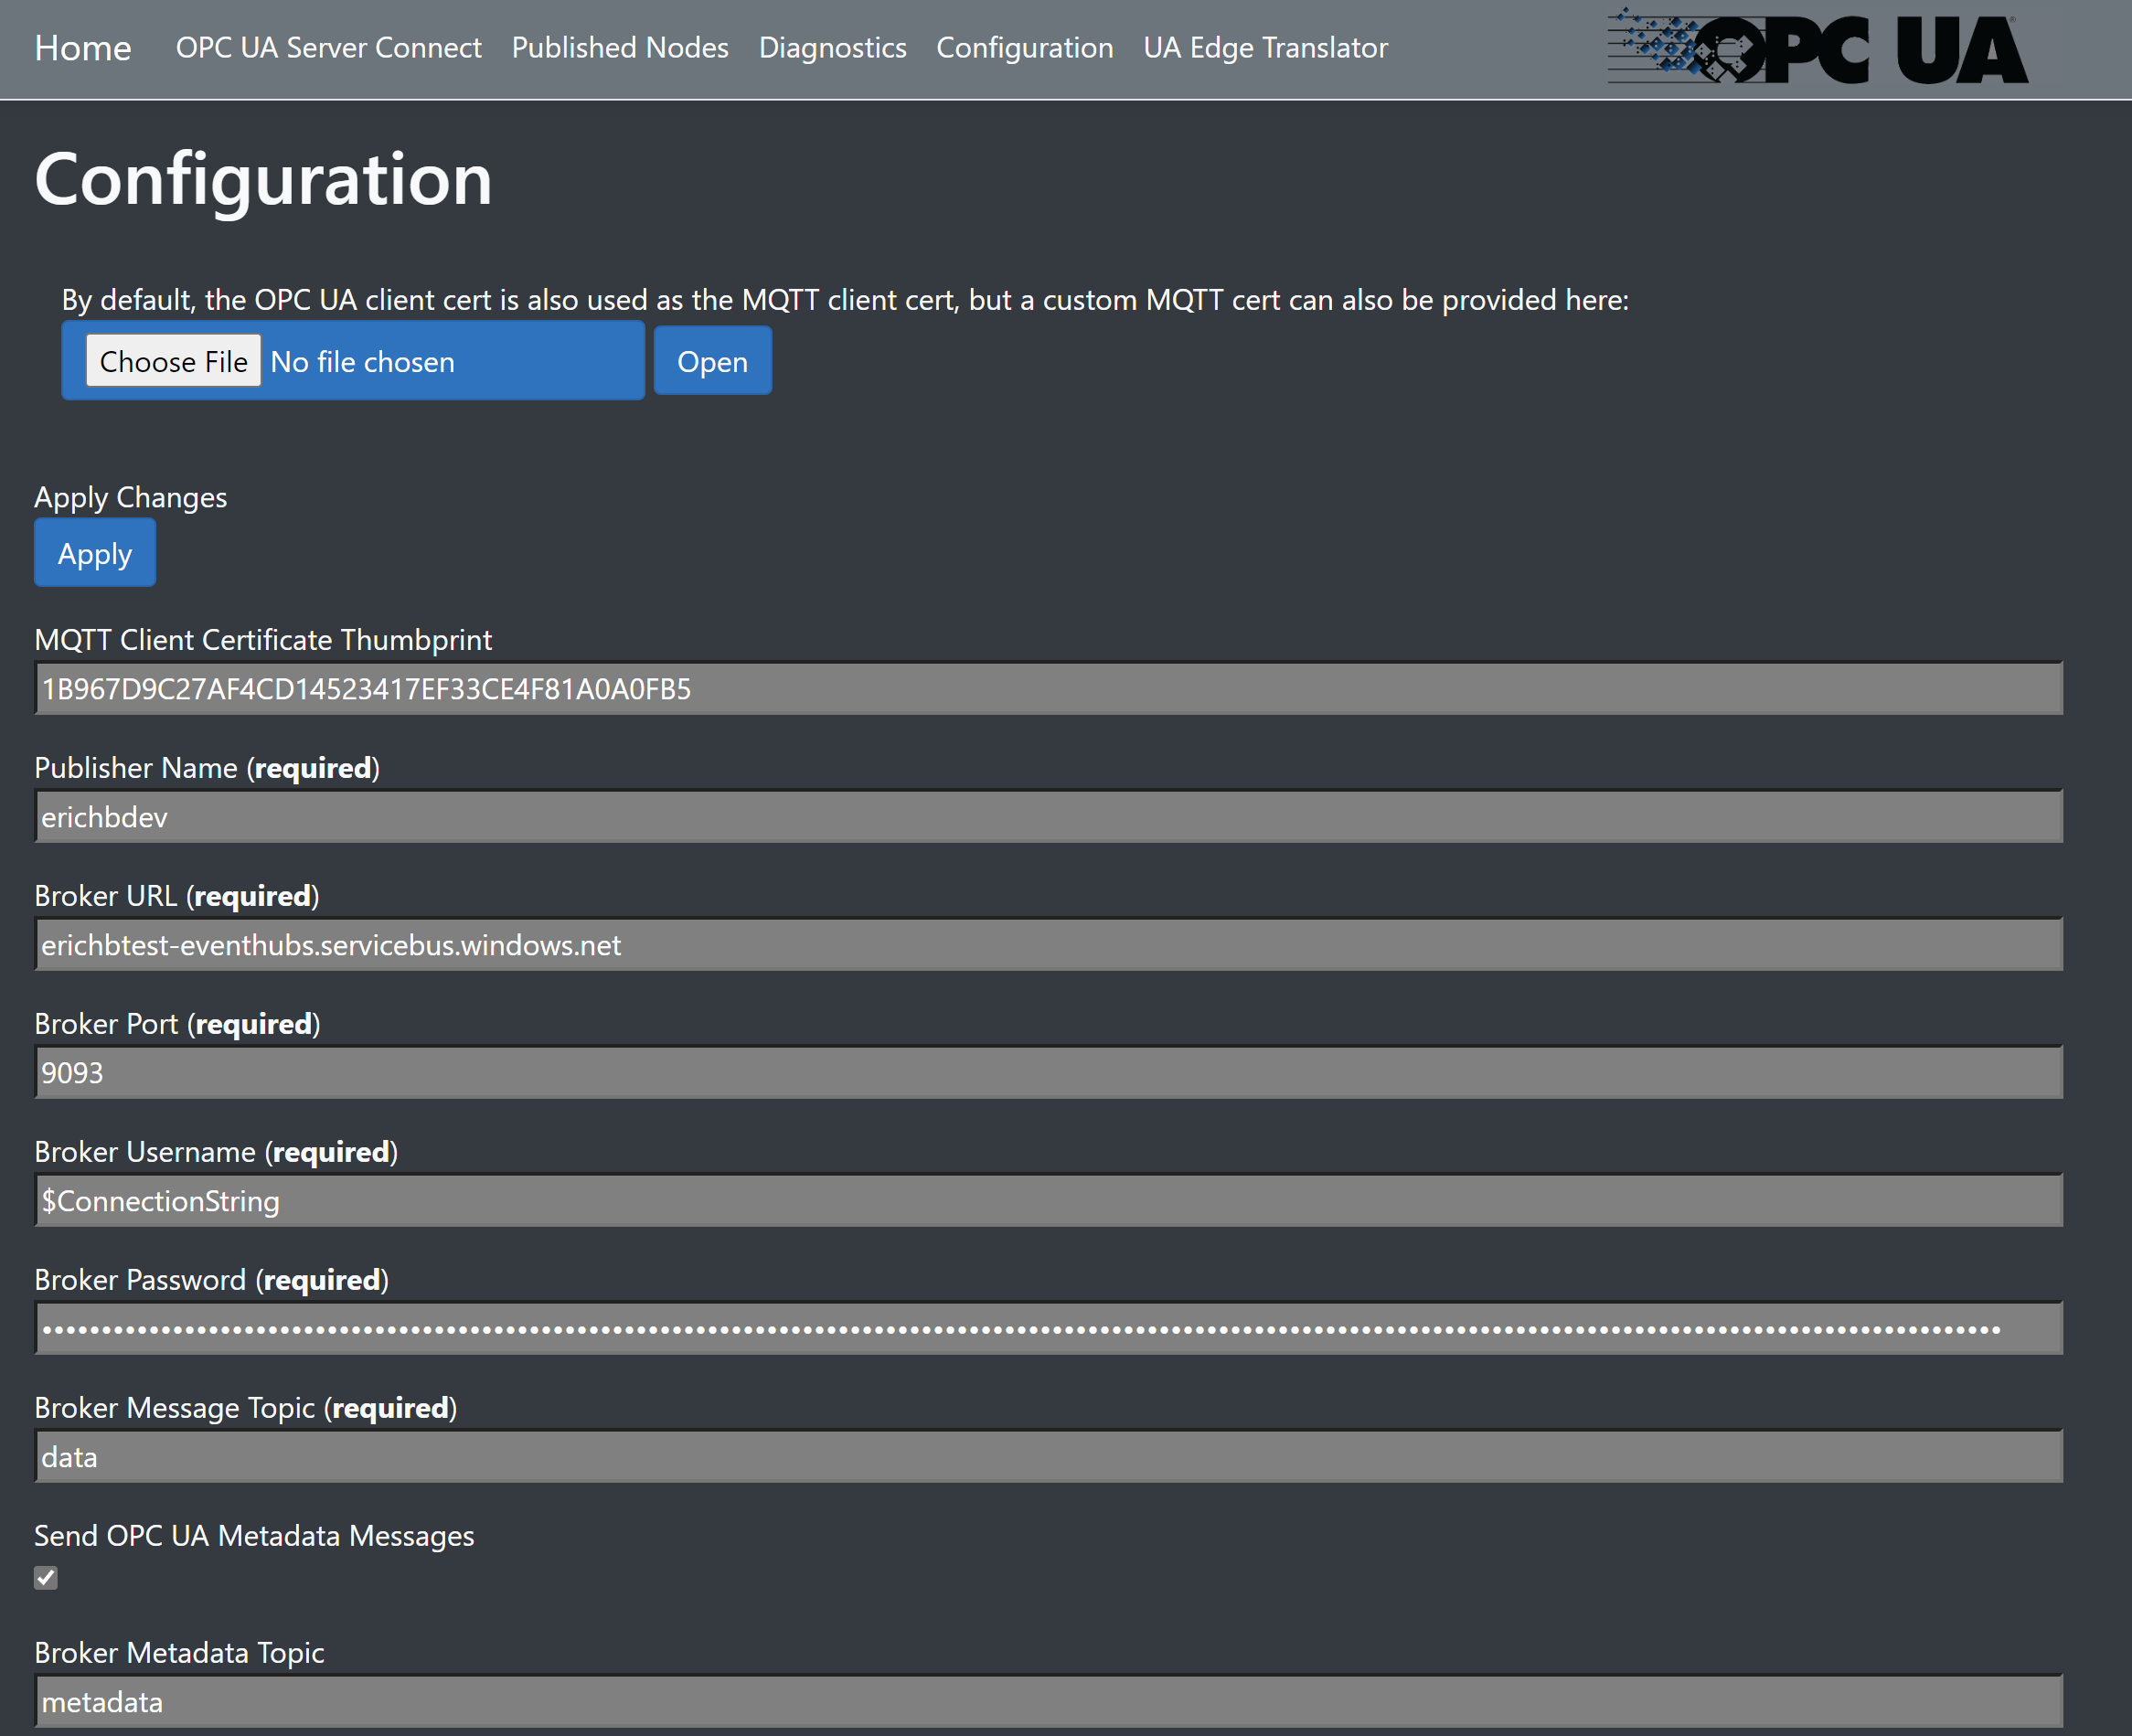 Home OPC UA Server Connect Published Nodes Diagnostics Configuration UA Edge Translator OPC UA
Configuration
By default, the OPC UA client cert is also used as the MQTT client cert, but a custom MQTT cert can also be provided here:
Choose File No file chosen Open
Apply Changes
Apply
MQTT Client Certificate Thumbprint
1B967D9C27AF4CD14523417EF33CE4F81A0A0FB5
Publisher Name (required)
erichbdev
Broker URL (required)
erichbtest-eventhubs.servicebus.windows.net
Broker Port (required)
9093
Broker Username (required)
$ConnectionString
Broker Password (required)
Broker Message Topic (required)
data
Send OPC UA Metadata Messages
Broker Metadata Topic
metadata